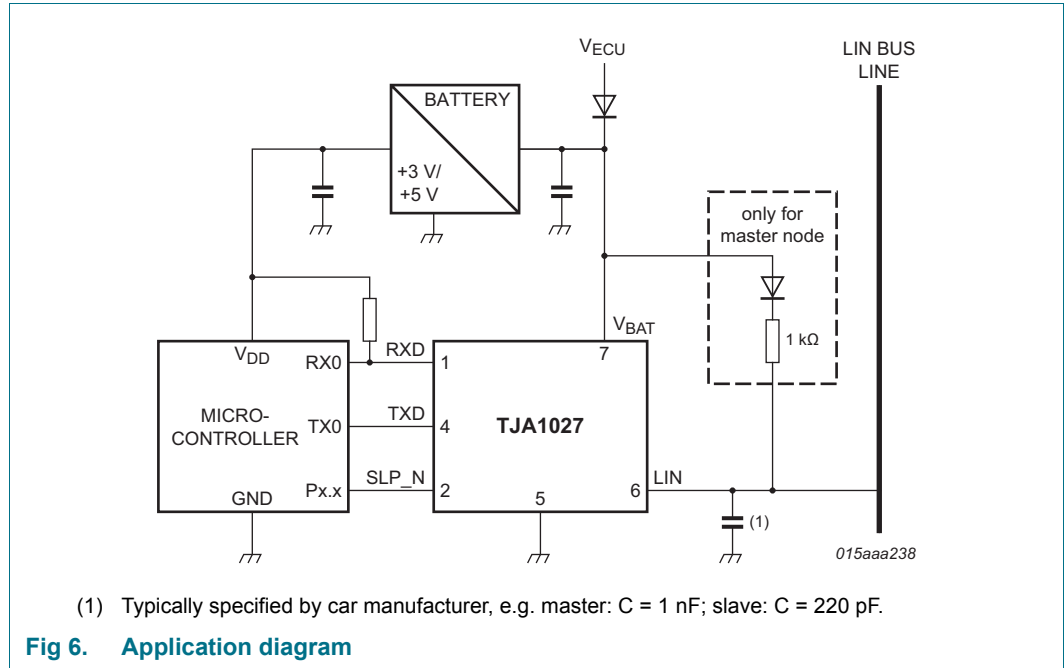 VECU
LIN BUS
LINE
BATTERY
+3 V/
+5 V
only for
master node
1 kΩ
VBAT
7
VDD
RX0
RXD
1
MICRO-
CONTROLLER
TX0
TXD
4
TJA1027
Px.x
SLP_N
2
GND
5
6
LIN
(1)
015aaa238
(1) Typically specified by car manufacturer, e.g. master: C = 1 nF; slave: C = 220 pF.
Fig 6. Application diagram